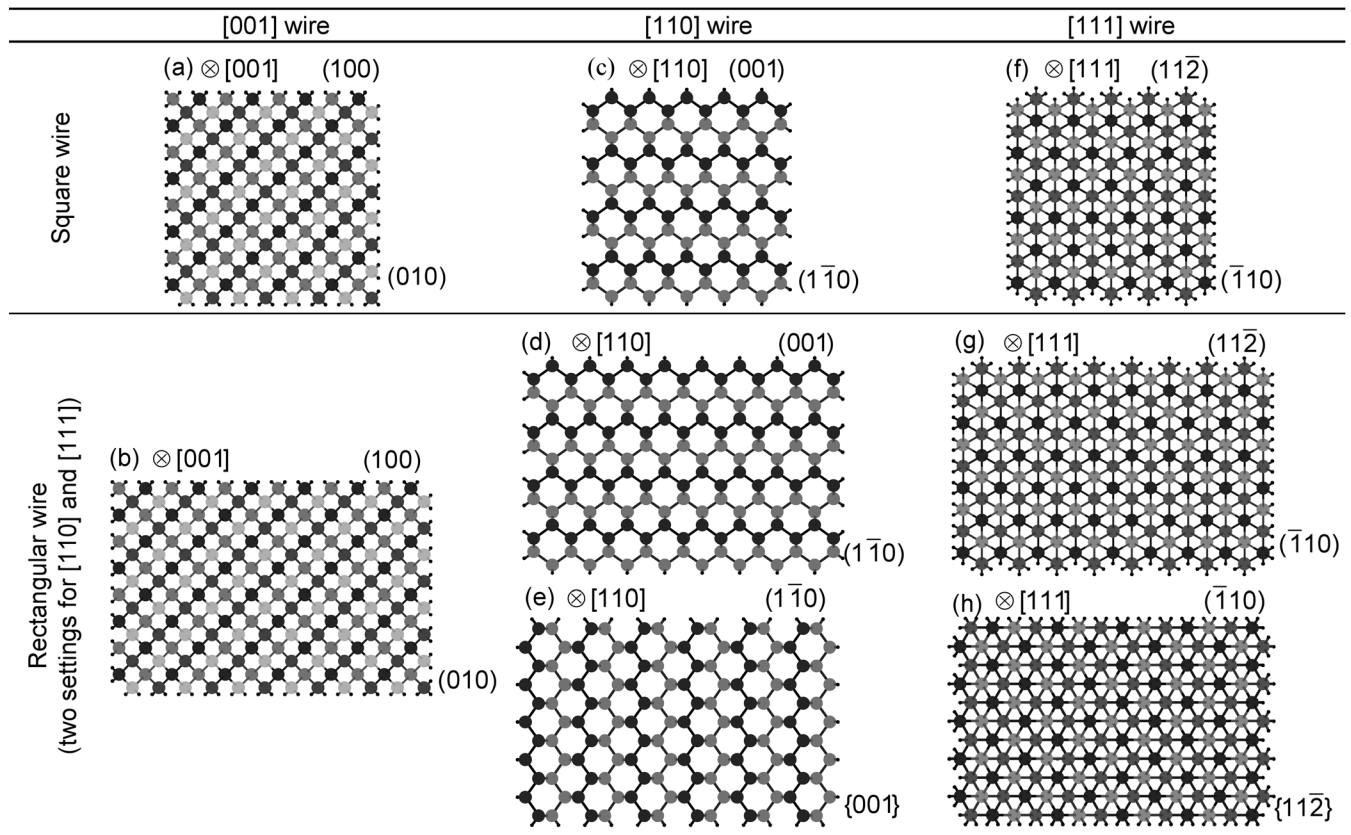 [001] wire [110] wire [111] wire
Square wire
(a) ⊗ [001] (100)
(010)
(c) ⊗ [110] (001)
(11̅0)
(f) ⊗ [111] (112̅)
(1̅10)
Rectangular wire
(two settings for [110] and [111])
(b) ⊗ [001] (100)
(010)
(d) ⊗ [110] (001)
(11̅0)
(e) ⊗ [110] (11̅0)
{001}
(g) ⊗ [111] (112̅)
(1̅10)
(h) ⊗ [111] (1̅10)
{112̅}